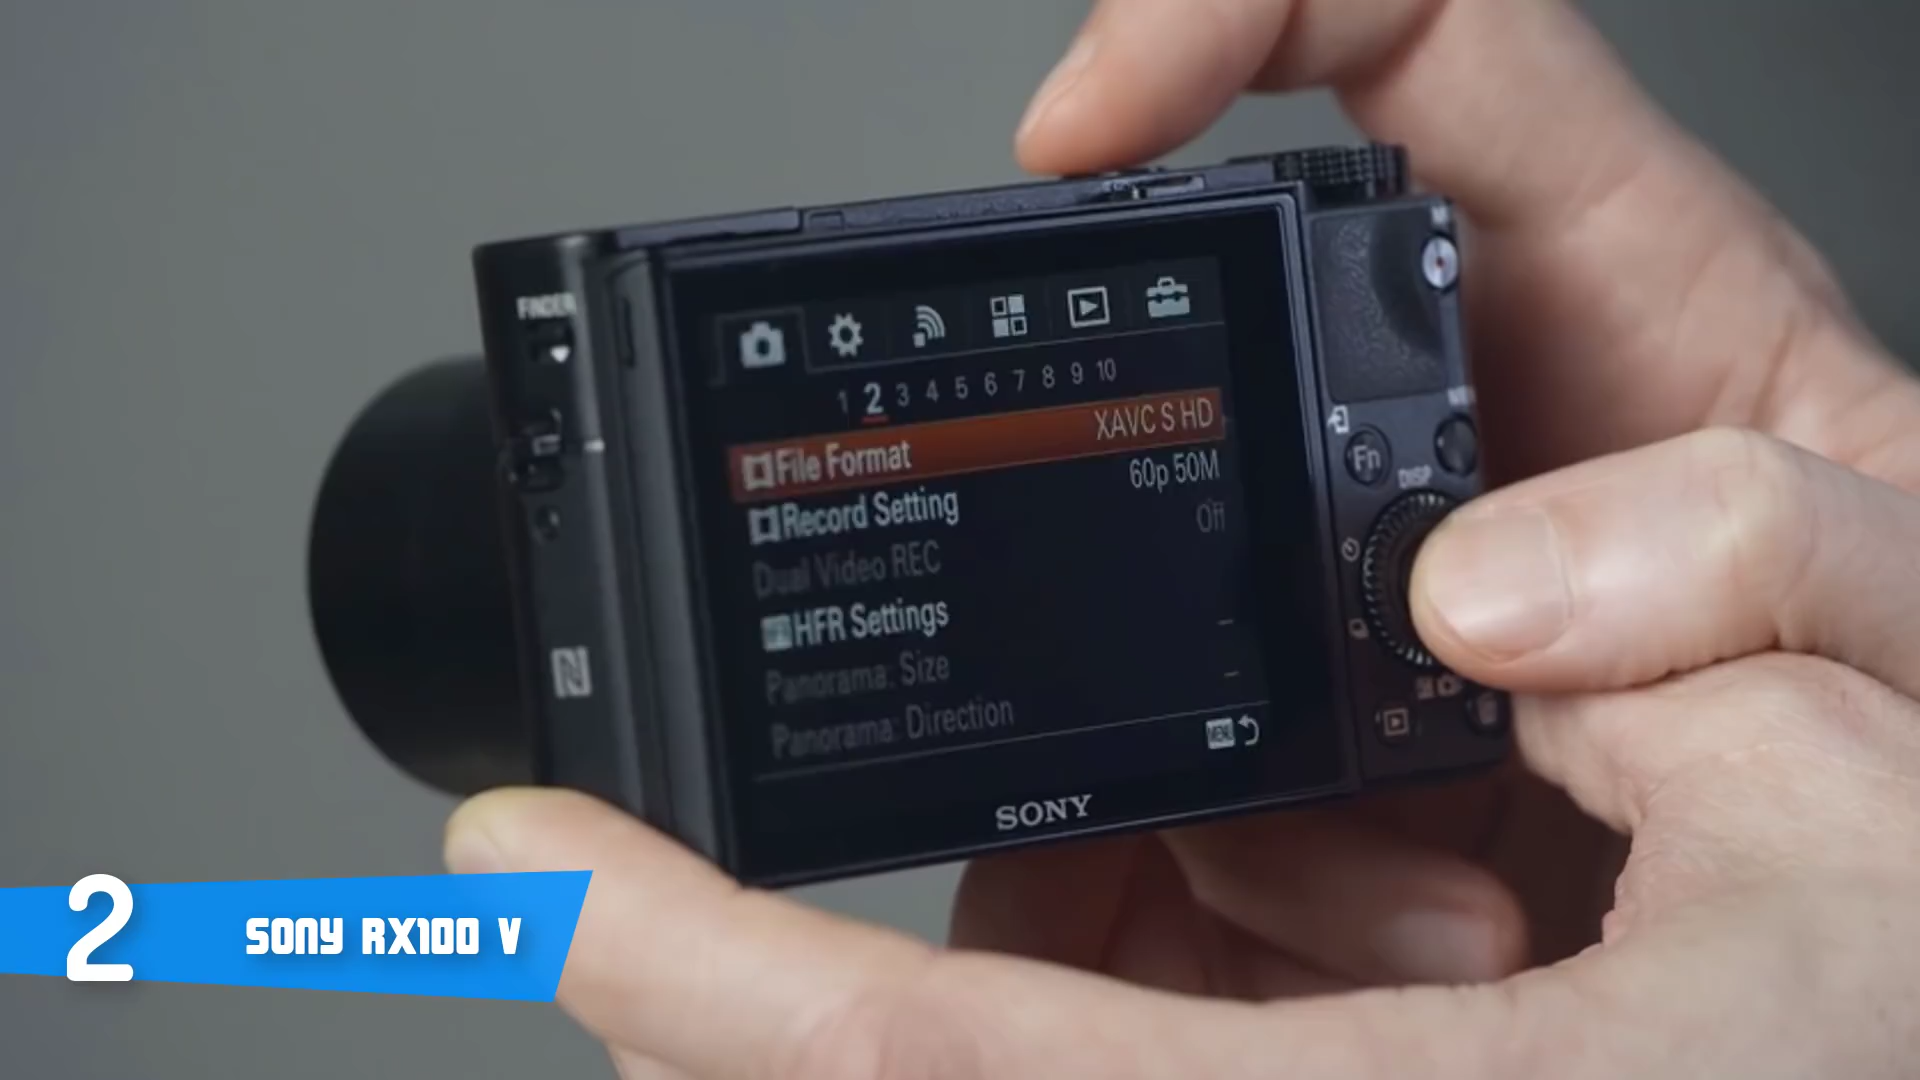 FINDER
1 2 3 4 5 6 7 8 9 10
File Format XAVC S HD
Record Setting 60p 50M
Dual Video REC Off
HFR Settings
Panorama: Size –
Panorama: Direction –
MENU
SONY
Fn
DISP
2 SONY RX100 V